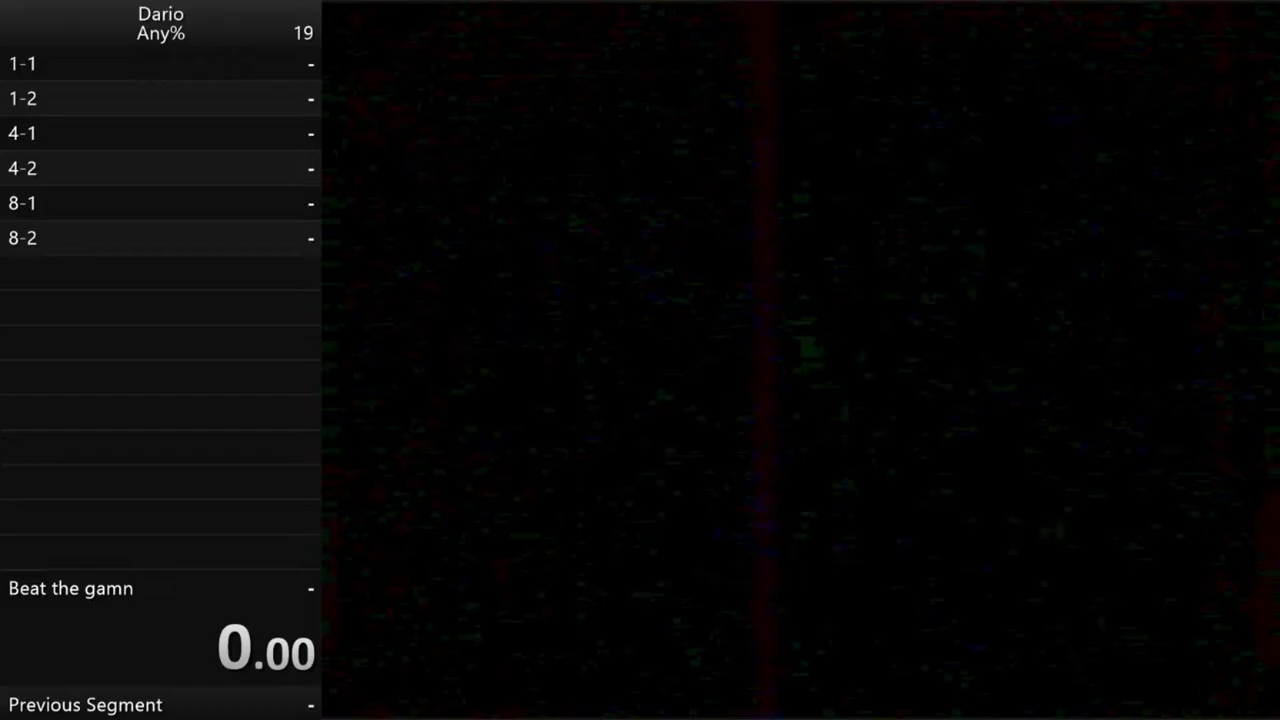 Dario
Any% 19
1-1 -
1-2 -
4-1 -
4-2 -
8-1 -
8-2 -
Beat the gamn -
0.00
Previous Segment -